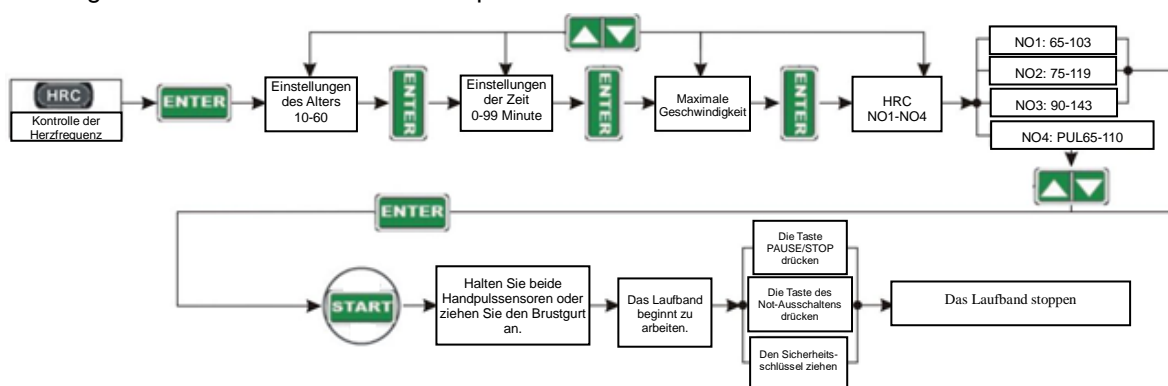 HRC
Kontrolle der
Herzfrequenz
ENTER
Einstellungen
des Alters
10-60
ENTER
Einstellungen
der Zeit
0-99 Minute
ENTER
Maximale
Geschwindigkeit
ENTER
HRC
NO1-NO4
NO1: 65-103
NO2: 75-119
NO3: 90-143
NO4: PUL65-110
ENTER
START
Halten Sie beide
Handpulssensoren oder
ziehen Sie den Brustgurt
an.
Das Laufband
beginnt zu
arbeiten.
Die Taste
PAUSE/STOP
drücken
Die Taste des
Not-Ausschaltens
drücken
Den Sicherheits-
schlüssel ziehen
Das Laufband stoppen